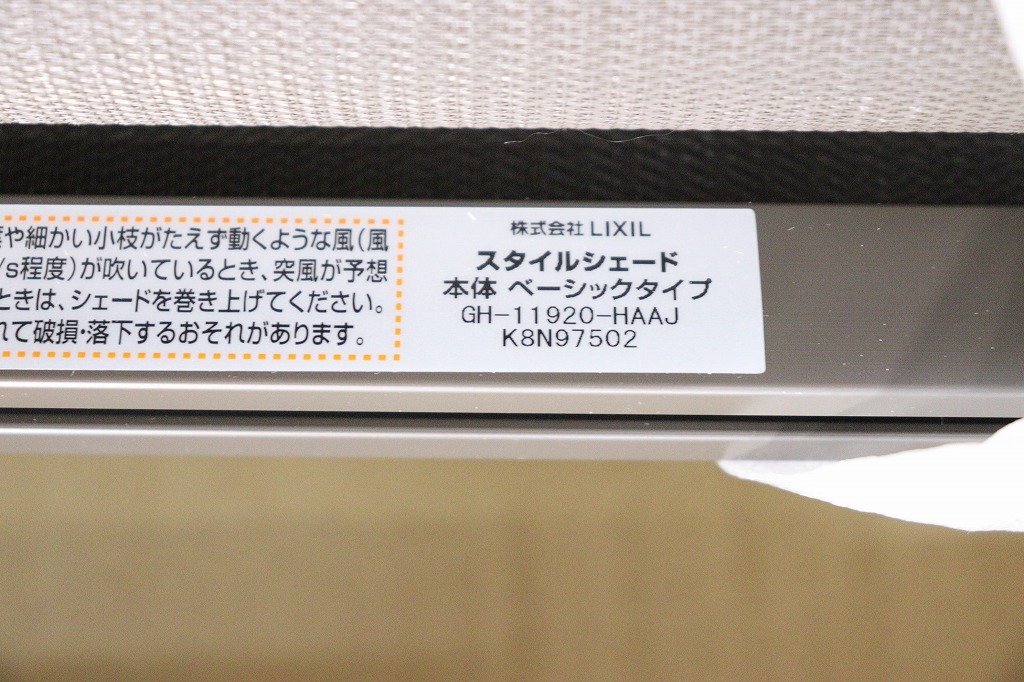 や細かい小枝がたえず動くような風(風
/s程度)が吹いているとき、突風が予想
ときは、シェードを巻き上げてください。
れて破損・落下するおそれがあります。
株式会社 LIXIL
スタイルシェード
本体 ベーシックタイプ
GH-11920-HAAJ
K8N97502